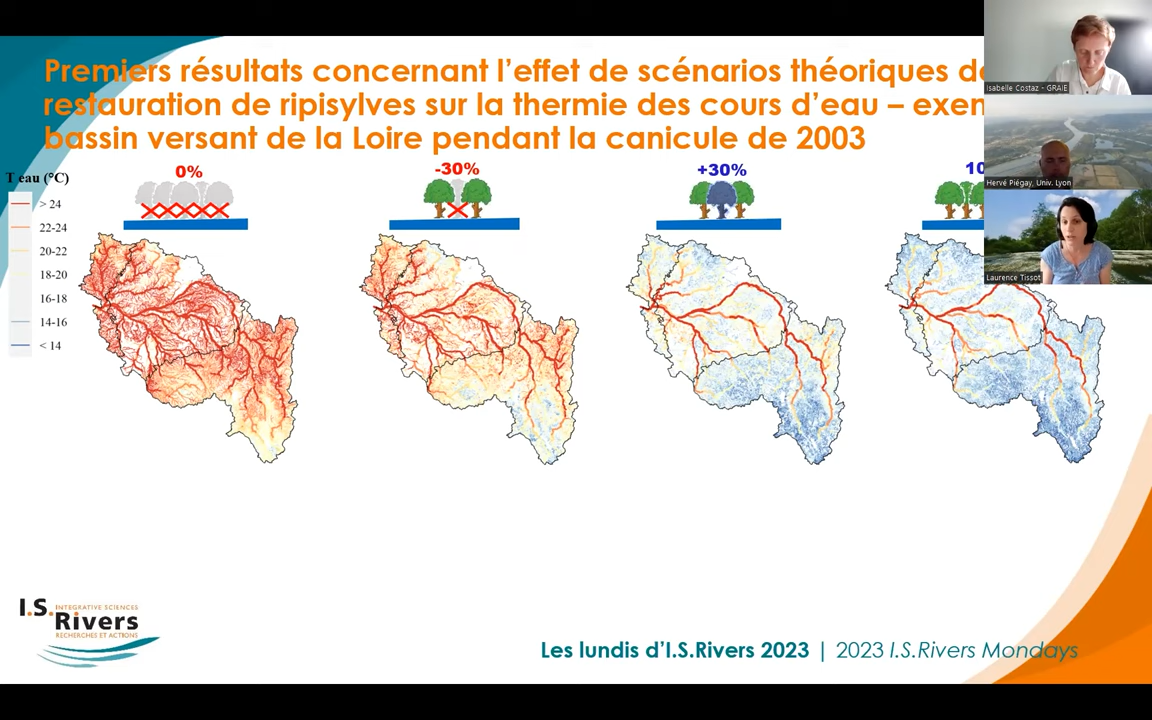 Premiers résultats concernant l'effet de scénarios théoriques de
restauration de ripisylves sur la thermie des cours d'eau – exem
bassin versant de la Loire pendant la canicule de 2003
T eau (°C)
> 24
22-24
20-22
18-20
16-18
14-16
< 14
0%
-30%
+30%
10
Isabelle Costaz - GRAIE
Hervé Piégay, Univ. Lyon
Laurence Tissot
I.S. INTEGRATIVE SCIENCES
Rivers
RECHERCHES ET ACTIONS
Les lundis d'I.S.Rivers 2023 | 2023 I.S.Rivers Mondays